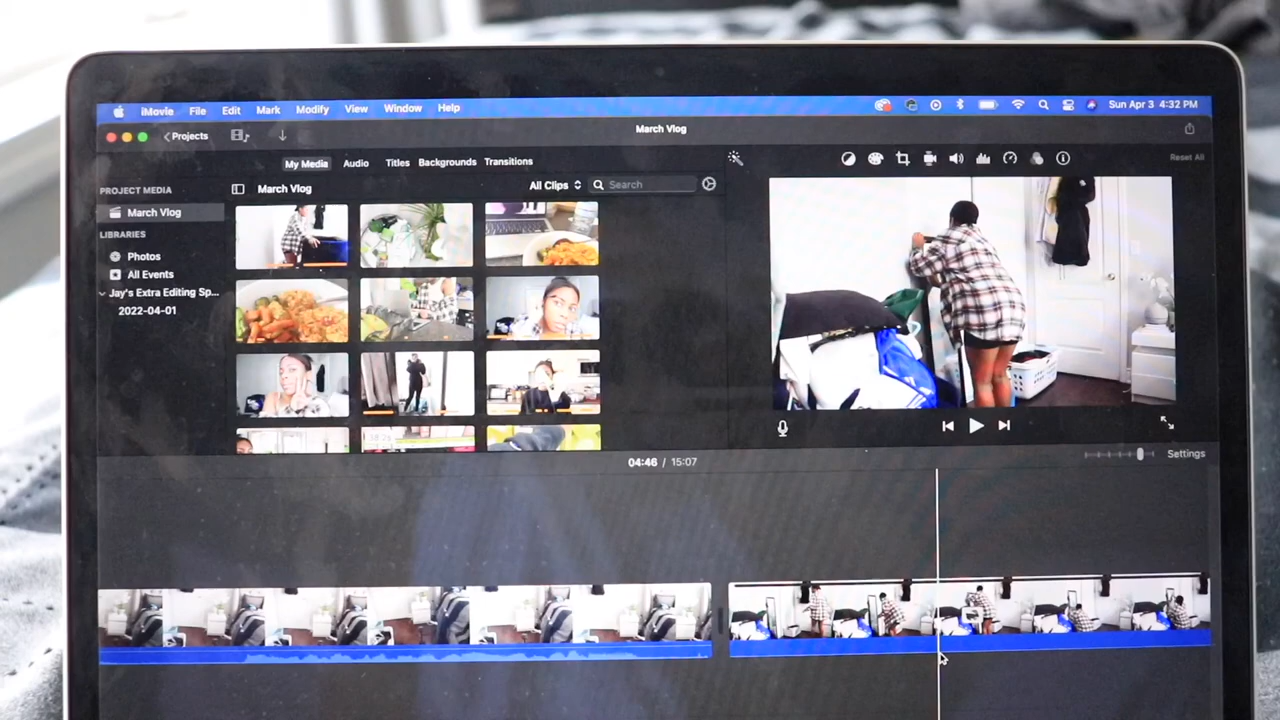 iMovie File Edit Mark Modify View Window Help Sun Apr 3 4:32 PM
Projects March Vlog
My Media Audio Titles Backgrounds Transitions Reset All
PROJECT MEDIA March Vlog All Clips Search
March Vlog
LIBRARIES
Photos
All Events
Jay's Extra Editing Sp...
2022-04-01
04:46 / 15:07 Settings